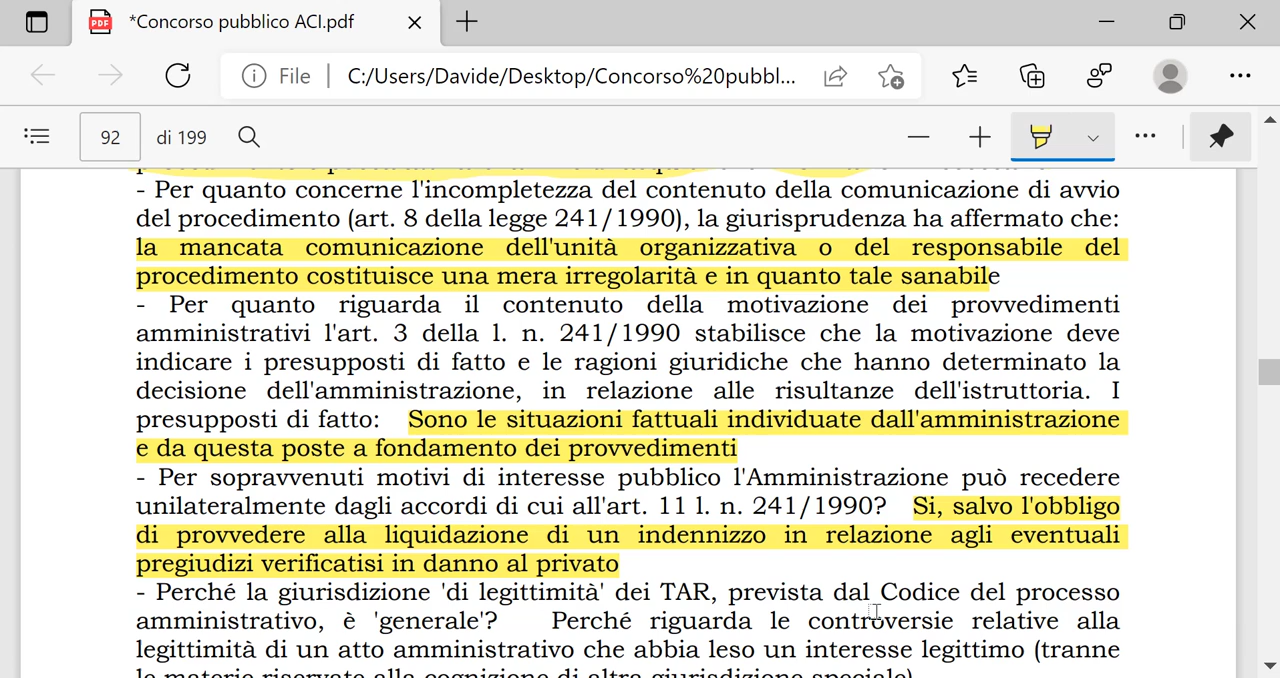 *Concorso pubblico ACI.pdf
File
C:/Users/Davide/Desktop/Concorso%20pubbl...
92
di 199
- Per quanto concerne l'incompletezza del contenuto della comunicazione di avvio
del procedimento (art. 8 della legge 241/1990), la giurisprudenza ha affermato che:
la mancata comunicazione dell'unità organizzativa o del responsabile del
procedimento costituisce una mera irregolarità e in quanto tale sanabile
- Per quanto riguarda il contenuto della motivazione dei provvedimenti
amministrativi l'art. 3 della l. n. 241/1990 stabilisce che la motivazione deve
indicare i presupposti di fatto e le ragioni giuridiche che hanno determinato la
decisione dell'amministrazione, in relazione alle risultanze dell'istruttoria. I
presupposti di fatto: Sono le situazioni fattuali individuate dall'amministrazione
e da questa poste a fondamento dei provvedimenti
- Per sopravvenuti motivi di interesse pubblico l'Amministrazione può recedere
unilateralmente dagli accordi di cui all'art. 11 l. n. 241/1990? Si, salvo l'obbligo
di provvedere alla liquidazione di un indennizzo in relazione agli eventuali
pregiudizi verificatisi in danno al privato
- Perché la giurisdizione 'di legittimità' dei TAR, prevista dal Codice del processo
amministrativo, è 'generale'? Perché riguarda le controversie relative alla
legittimità di un atto amministrativo che abbia leso un interesse legittimo (tranne
le materie riservate alla cognizione di altra giurisdizione speciale)